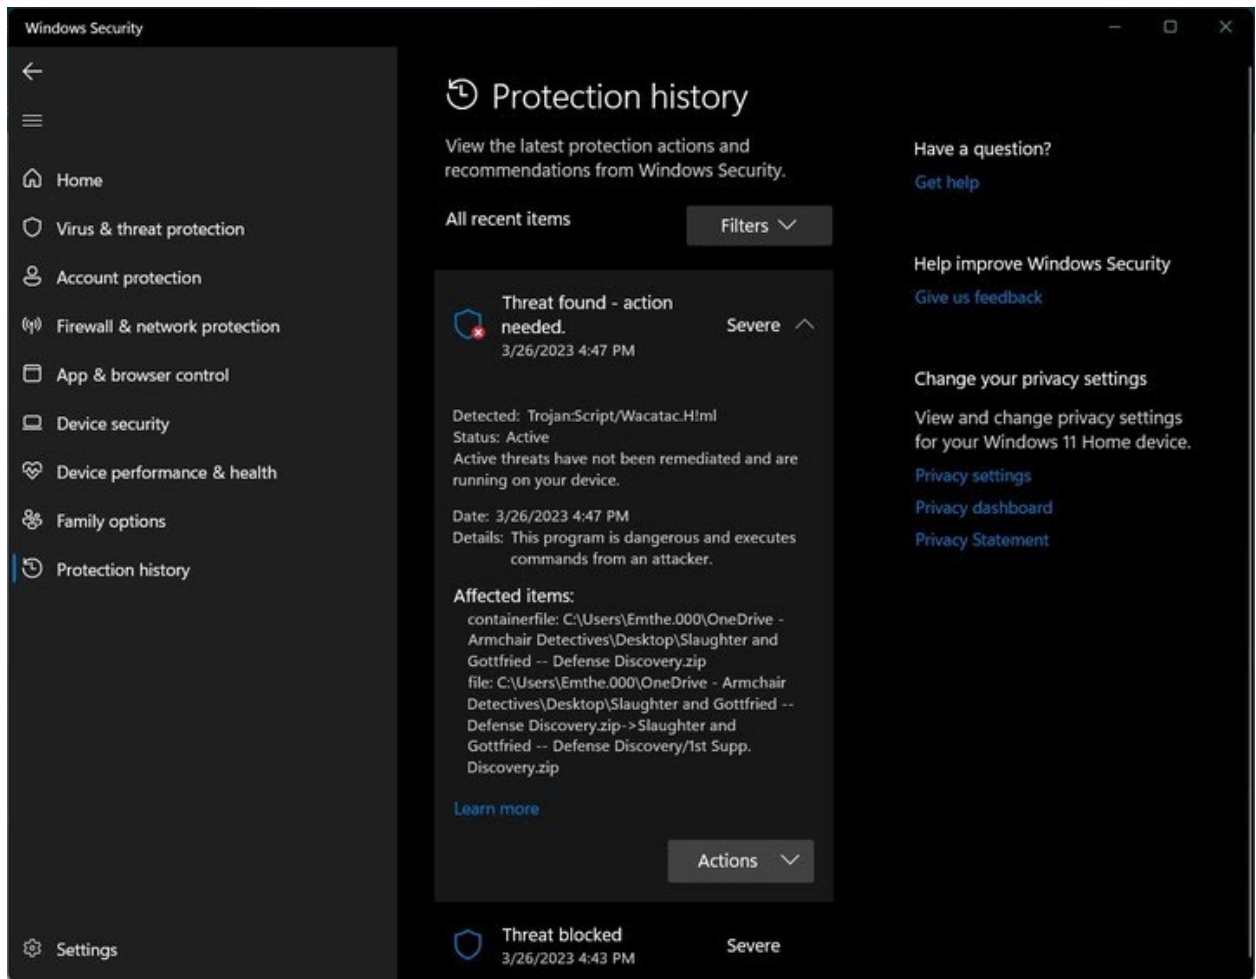 Windows Security
Home
Virus & threat protection
Account protection
Firewall & network protection
App & browser control
Device security
Device performance & health
Family options
Protection history
Settings
Protection history
View the latest protection actions and
recommendations from Windows Security.
All recent items
Filters
Threat found - action
needed.
3/26/2023 4:47 PM
Severe
Detected: Trojan:Script/Wacatac.H!ml
Status: Active
Active threats have not been remediated and are
running on your device.
Date: 3/26/2023 4:47 PM
Details: This program is dangerous and executes
commands from an attacker.
Affected items:
containerfile: C:\Users\Emthe.000\OneDrive -
Armchair Detectives\Desktop\Slaughter and
Gottfried -- Defense Discovery.zip
file: C:\Users\Emthe.000\OneDrive - Armchair
Detectives\Desktop\Slaughter and Gottfried --
Defense Discovery.zip->Slaughter and
Gottfried -- Defense Discovery/1st Supp.
Discovery.zip
Learn more
Actions
Threat blocked
3/26/2023 4:43 PM
Severe
Have a question?
Get help
Help improve Windows Security
Give us feedback
Change your privacy settings
View and change privacy settings
for your Windows 11 Home device.
Privacy settings
Privacy dashboard
Privacy Statement